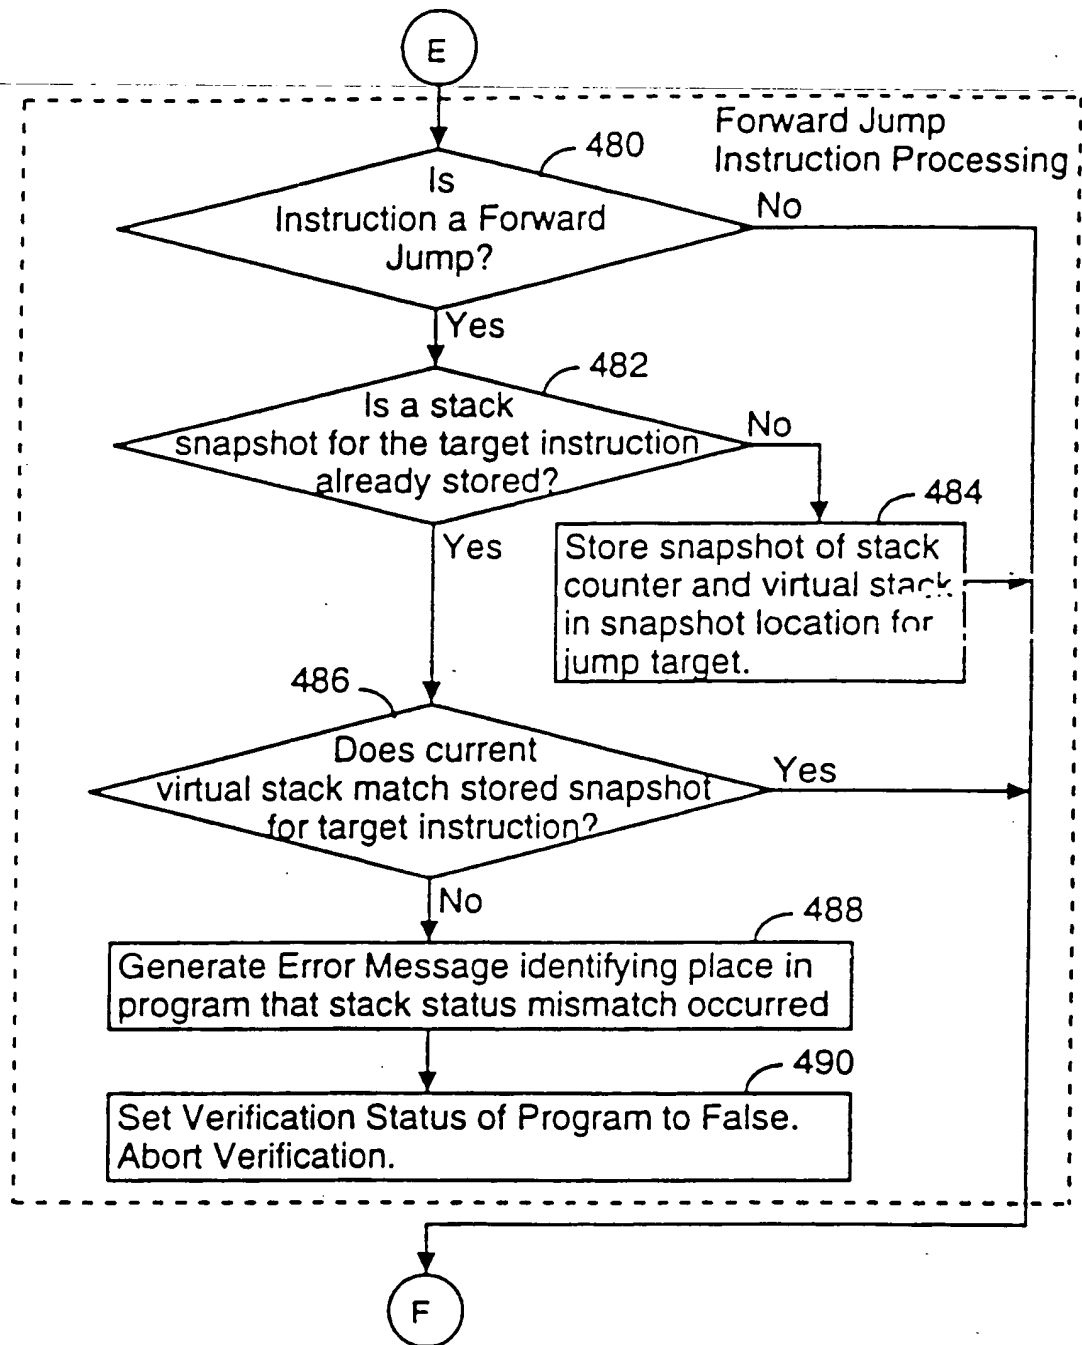 E
Forward Jump
Instruction Processing
480
Is
Instruction a Forward
Jump?
No
Yes
482
Is a stack
snapshot for the target instruction
already stored?
No
Yes
484
Store snapshot of stack
counter and virtual stack
in snapshot location for
jump target.
486
Does current
virtual stack match stored snapshot
for target instruction?
Yes
No
488
Generate Error Message identifying place in
program that stack status mismatch occurred
490
Set Verification Status of Program to False.
Abort Verification.
F